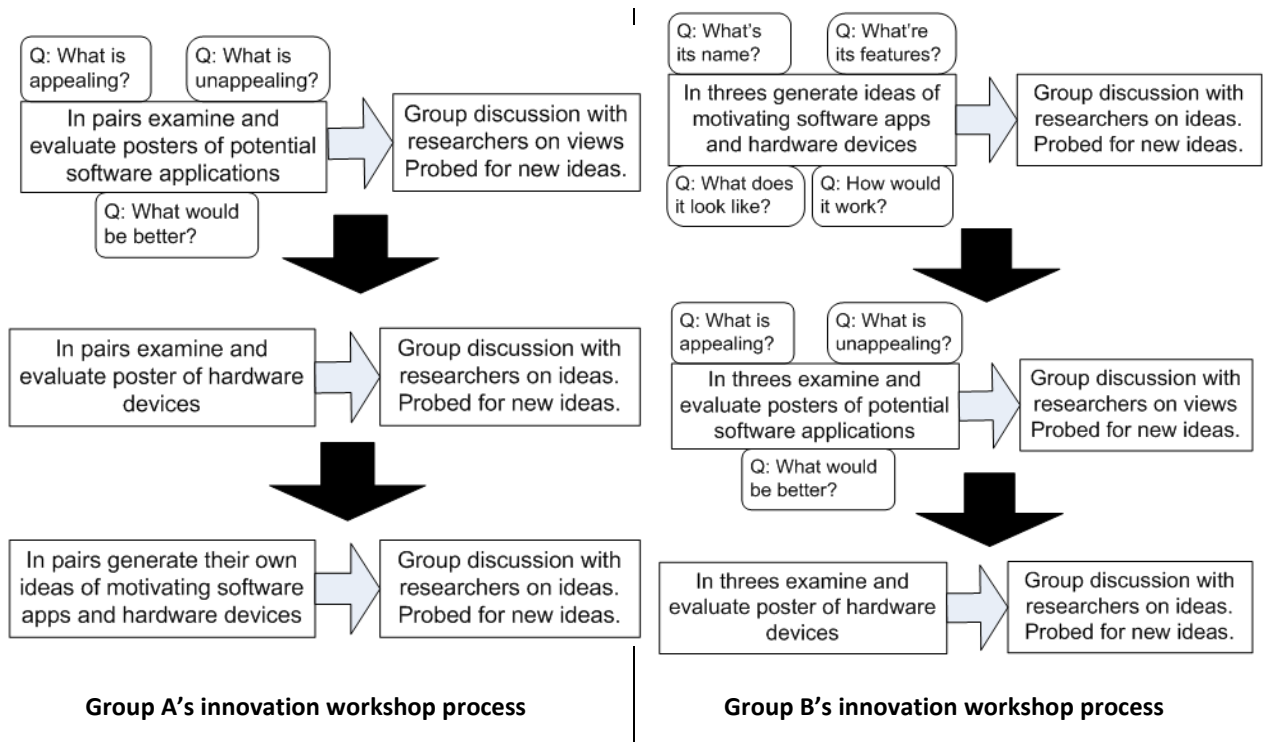 Q: What is
appealing?
Q: What is
unappealing?
In pairs examine and
evaluate posters of potential
software applications
Q: What would
be better?
Group discussion with
researchers on views
Probed for new ideas.
In pairs examine and
evaluate poster of hardware
devices
Group discussion with
researchers on ideas.
Probed for new ideas.
In pairs generate their own
ideas of motivating software
apps and hardware devices
Group discussion with
researchers on ideas.
Probed for new ideas.
Group A’s innovation workshop process
Q: What's
its name?
Q: What're
its features?
In threes generate ideas of
motivating software apps
and hardware devices
Q: What does
it look like?
Q: How would
it work?
Group discussion with
researchers on ideas.
Probed for new ideas.
Q: What is
appealing?
Q: What is
unappealing?
In threes examine and
evaluate posters of potential
software applications
Q: What would
be better?
Group discussion with
researchers on views
Probed for new ideas.
In threes examine and
evaluate poster of hardware
devices
Group discussion with
researchers on ideas.
Probed for new ideas.
Group B’s innovation workshop process